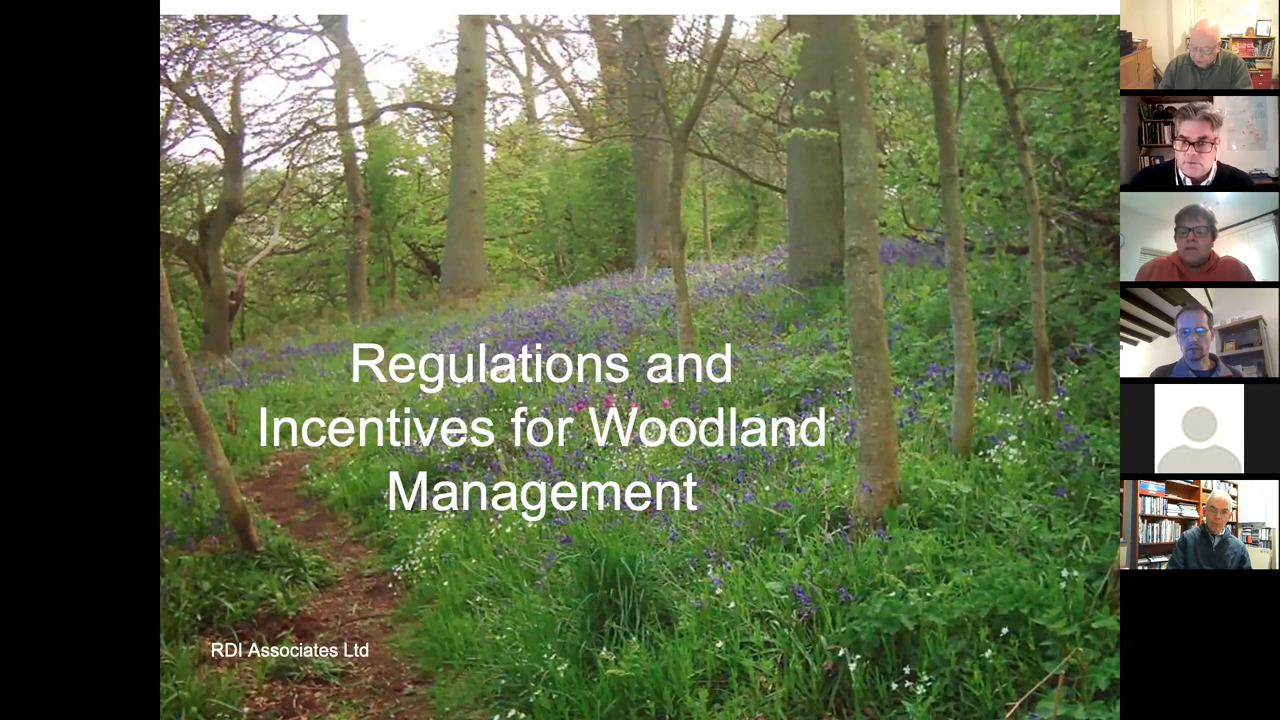 Regulations and
Incentives for Woodland
Management
RDI Associates Ltd